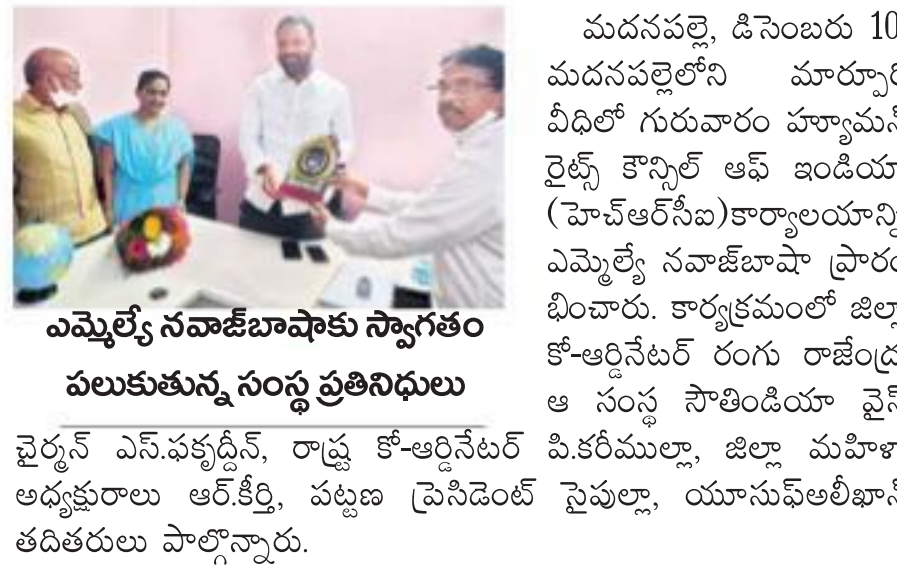 ఎమ్మెల్యే నవాజ్‌బాషాకు స్వాగతం
పలుకుతున్న సంస్థ ప్రతినిధులు
మదనపల్లె, డిసెంబరు 10
మదనపల్లెలోని మార్పూరి
వీధిలో గురువారం హ్యూమన్
రైట్స్ కౌన్సిల్ ఆఫ్ ఇండియా
(హెచ్ఆర్‌సీఐ)కార్యాలయాన్ని
ఎమ్మెల్యే నవాజ్‌బాషా ప్రారం
భించారు. కార్యక్రమంలో జిల్లా
కో-ఆర్డినేటర్ రంగు రాజేంద్ర
ఆ సంస్థ సౌతిండియా వైస్
చైర్మన్ ఎస్.ఫకృద్దీన్, రాష్ట్ర కో-ఆర్డినేటర్ పి.కరీముల్లా, జిల్లా మహిళా
అధ్యక్షురాలు ఆర్.కీర్తి, పట్టణ ప్రెసిడెంట్ సైపుల్లా, యూసుఫ్అలీఖాన్
తదితరులు పాల్గొన్నారు.